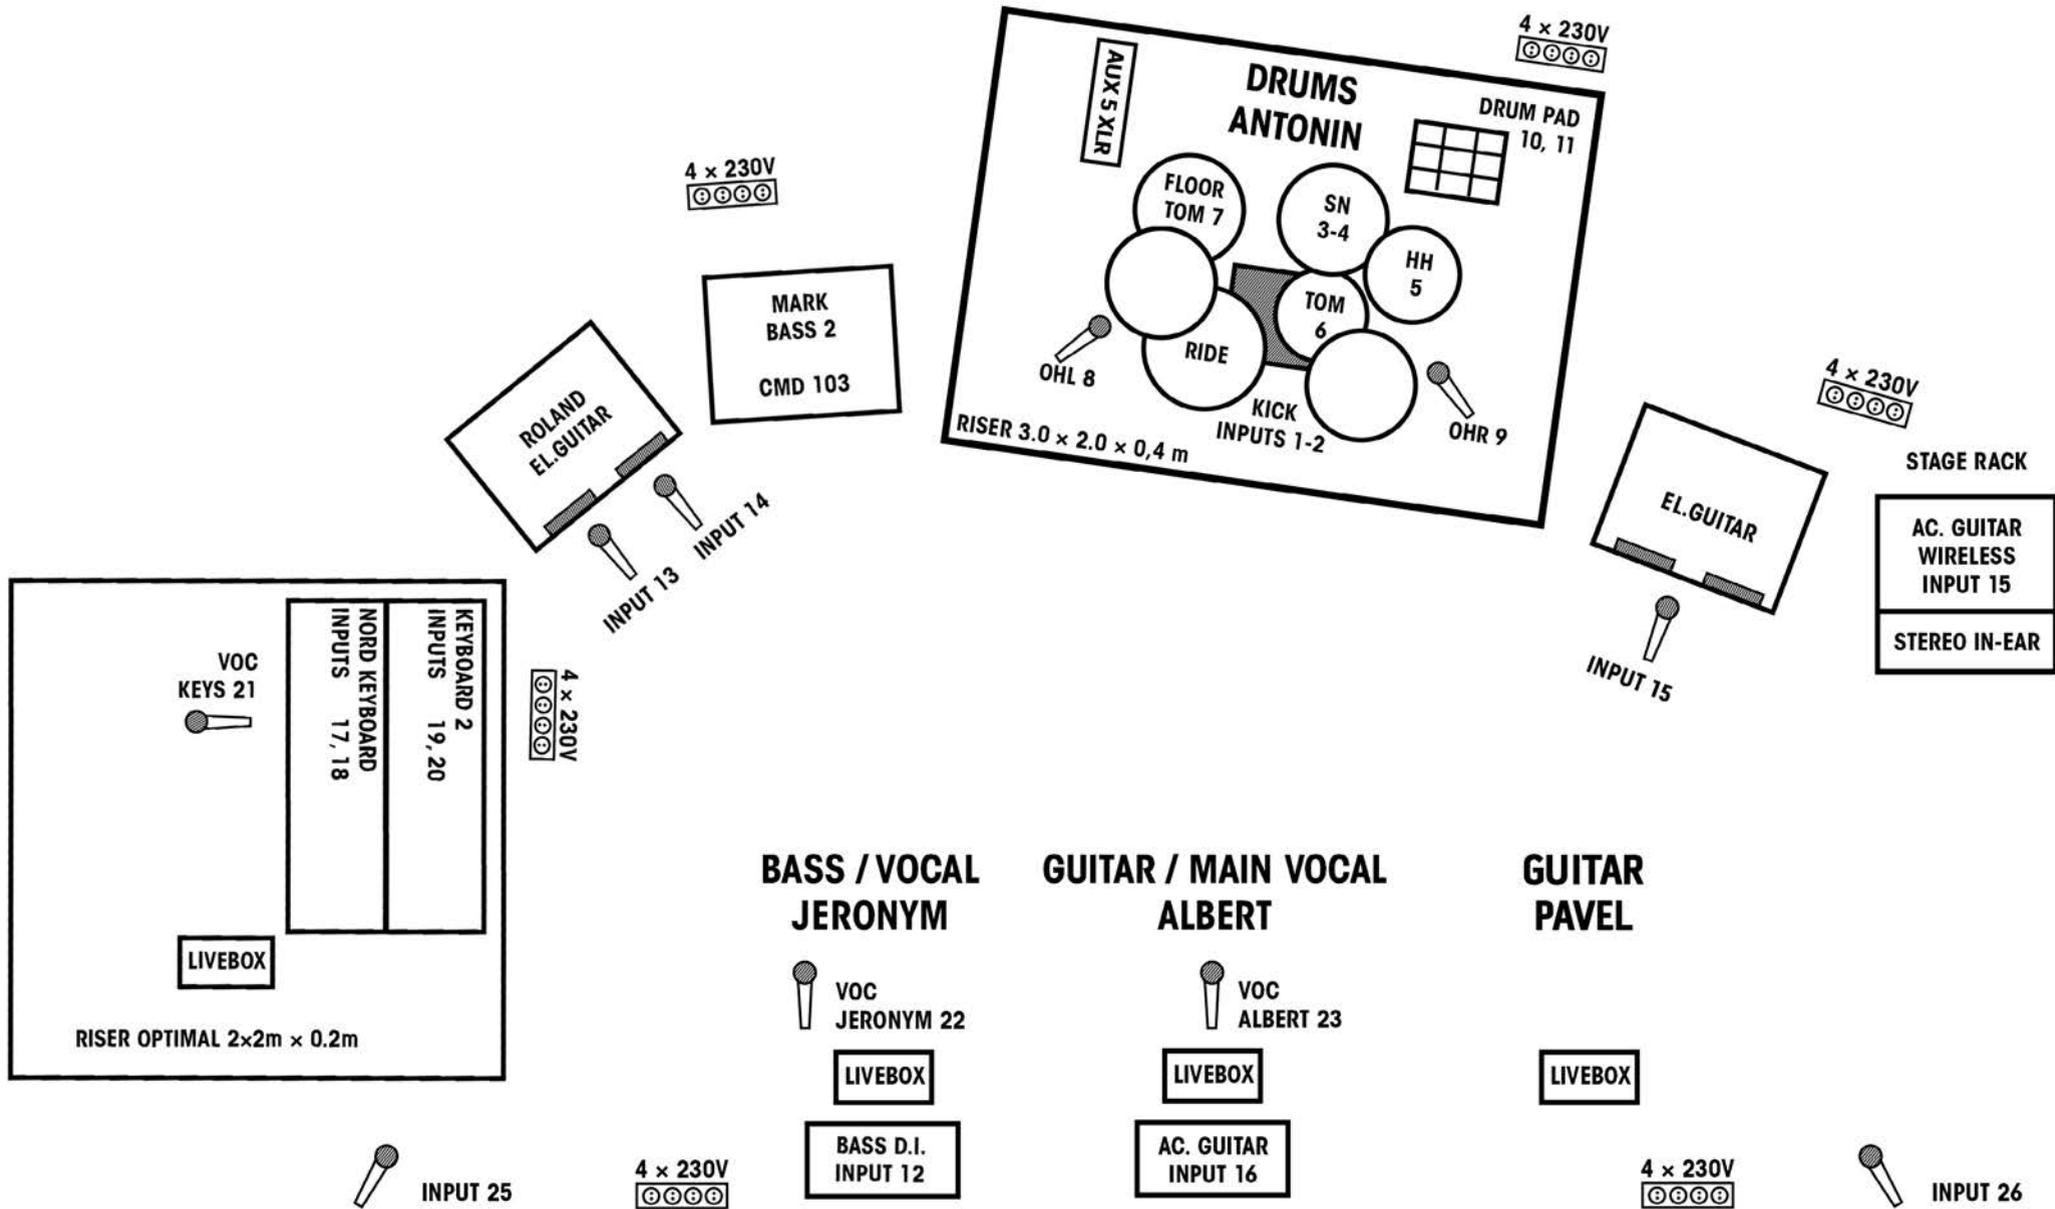 4 × 230V
AUX 5 XLR
DRUMS
ANTONIN
DRUM PAD
10, 11
4 × 230V
FLOOR
TOM 7
SN
3-4
HH
5
TOM
6
RIDE
OHL 8
KICK
INPUTS 1-2
OHR 9
RISER 3.0 × 2.0 × 0,4 m
MARK
BASS 2
CMD 103
ROLAND
EL.GUITAR
INPUT 14
INPUT 13
4 × 230V
EL.GUITAR
INPUT 15
STAGE RACK
AC. GUITAR
WIRELESS
INPUT 15
STEREO IN-EAR
VOC
KEYS 21
NORD KEYBOARD
INPUTS 17, 18
KEYBOARD 2
INPUTS 19, 20
4 × 230V
LIVEBOX
RISER OPTIMAL 2×2m × 0.2m
BASS / VOCAL
JERONYM
VOC
JERONYM 22
LIVEBOX
BASS D.I.
INPUT 12
GUITAR / MAIN VOCAL
ALBERT
VOC
ALBERT 23
LIVEBOX
AC. GUITAR
INPUT 16
GUITAR
PAVEL
LIVEBOX
INPUT 25
4 × 230V
4 × 230V
INPUT 26